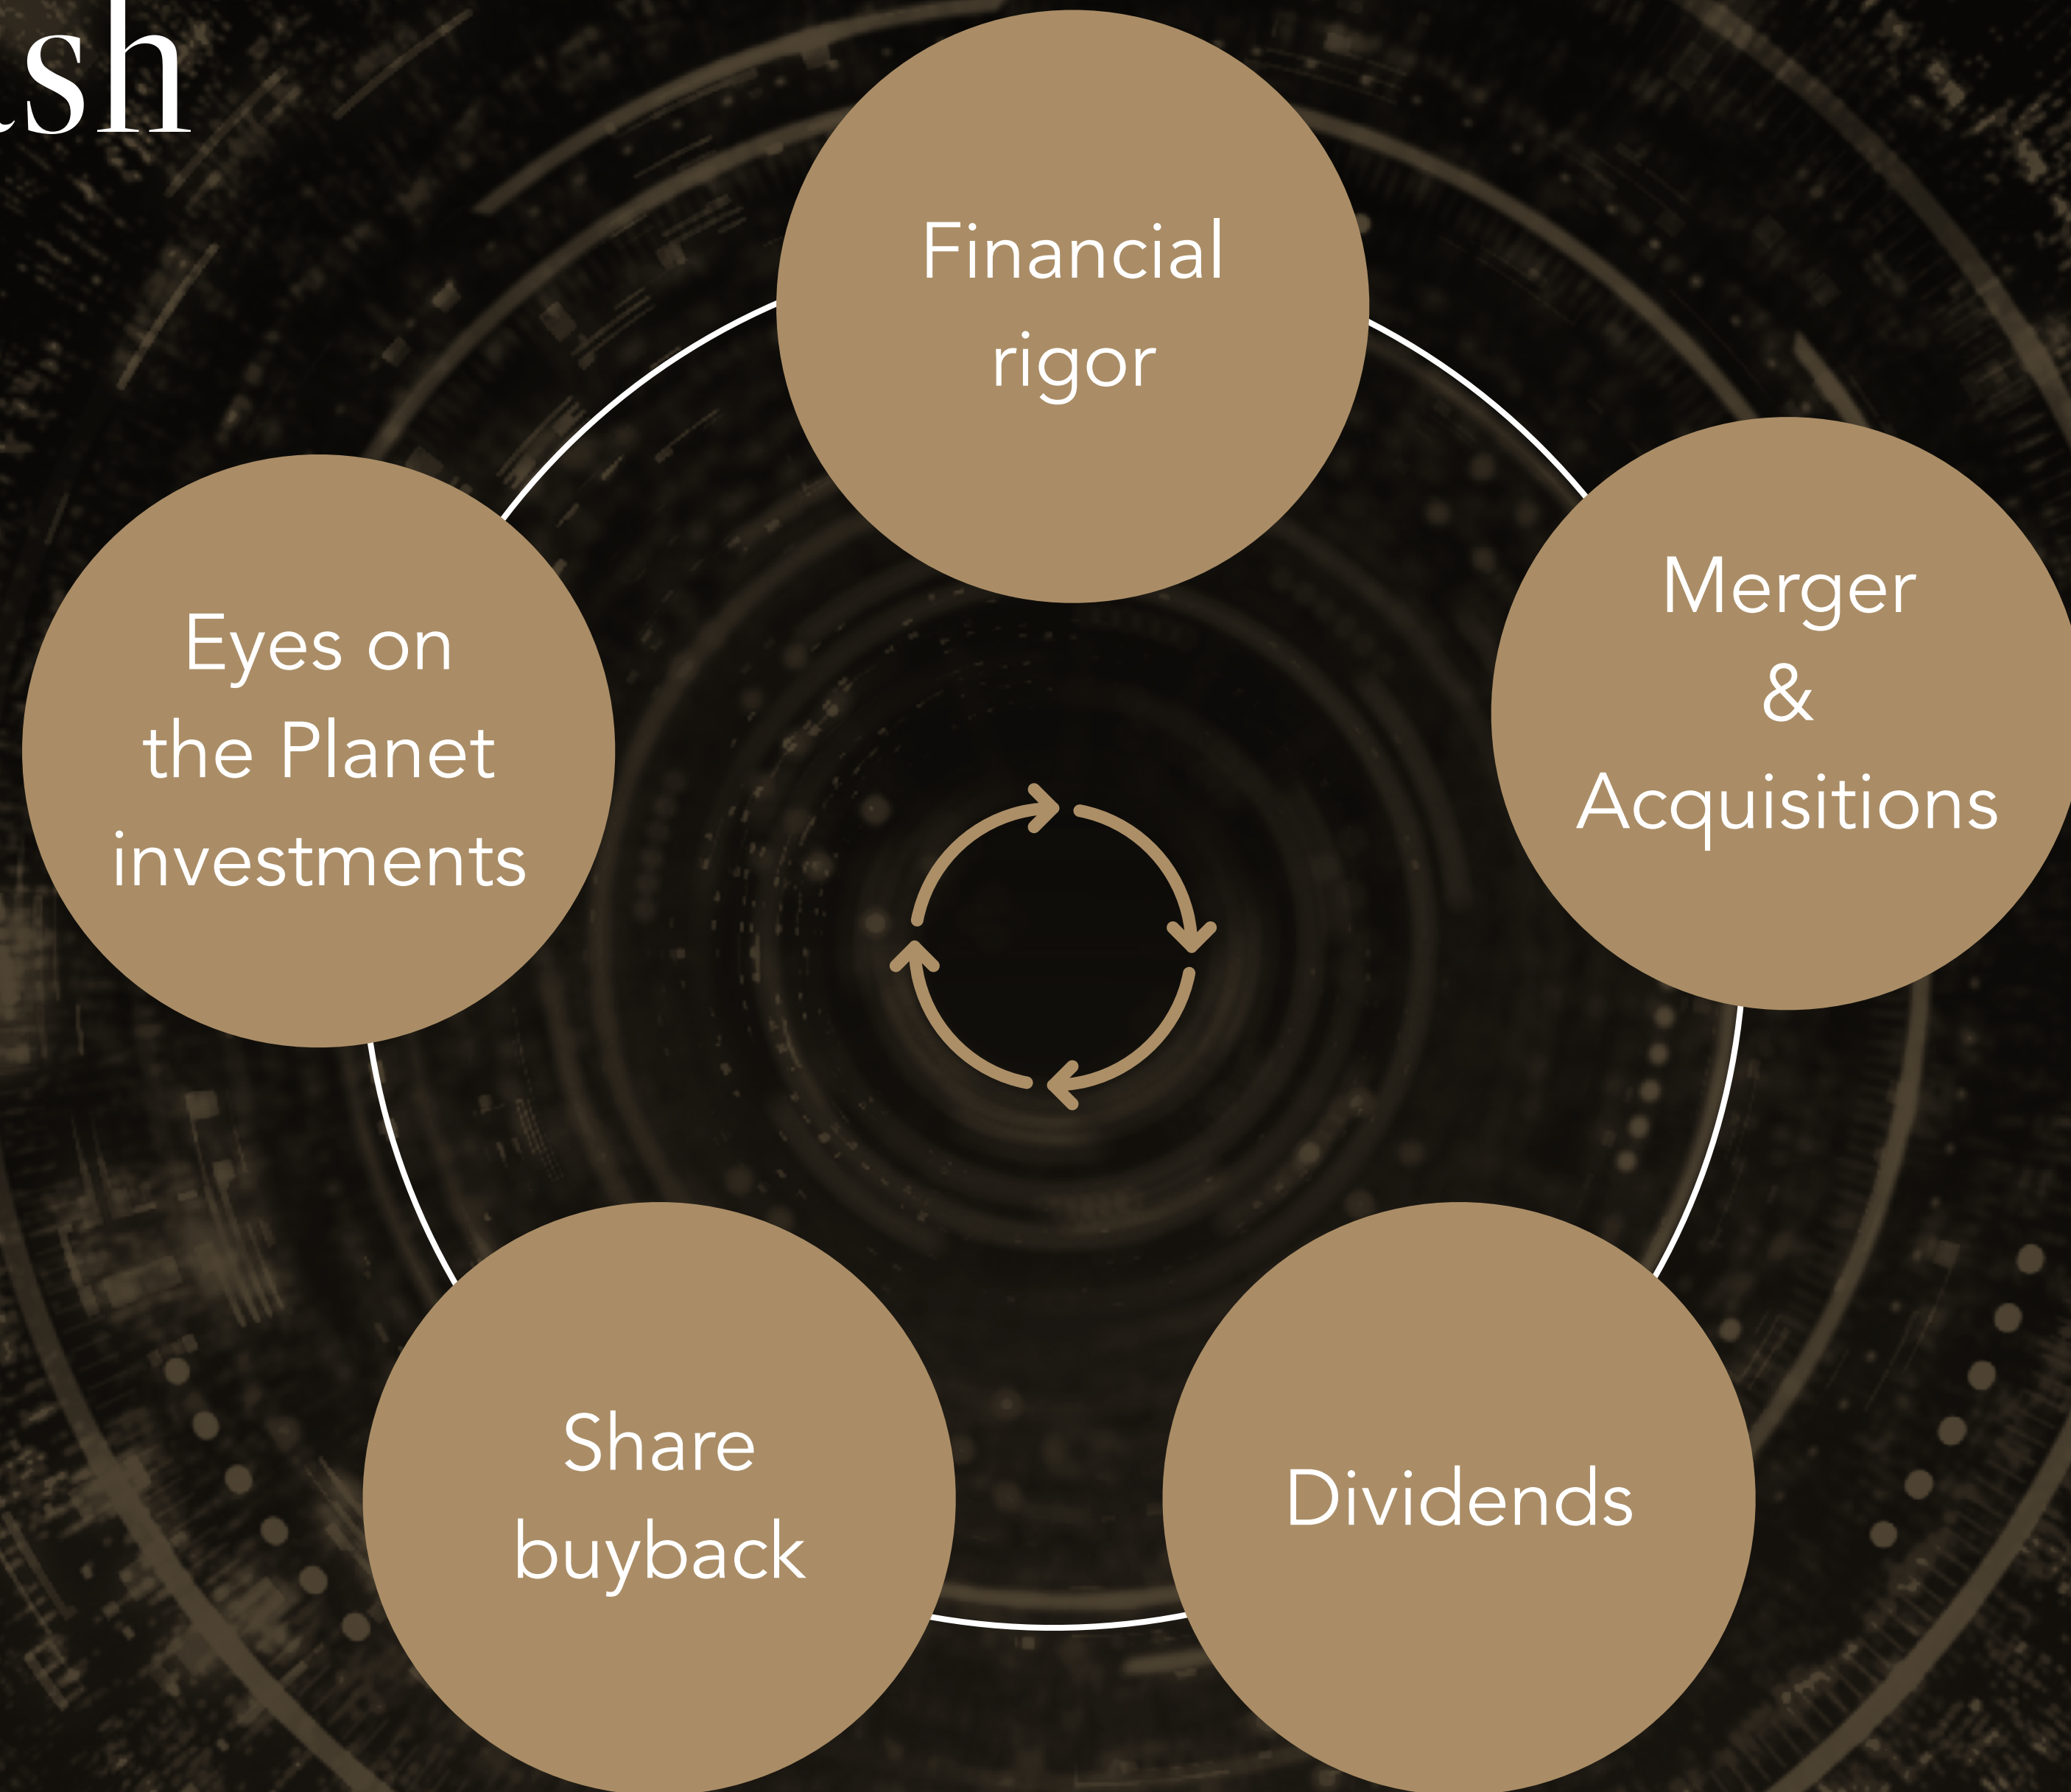 Financial
rigor
Merger
&
Acquisitions
Eyes on
the Planet
investments
Share
buyback
Dividends